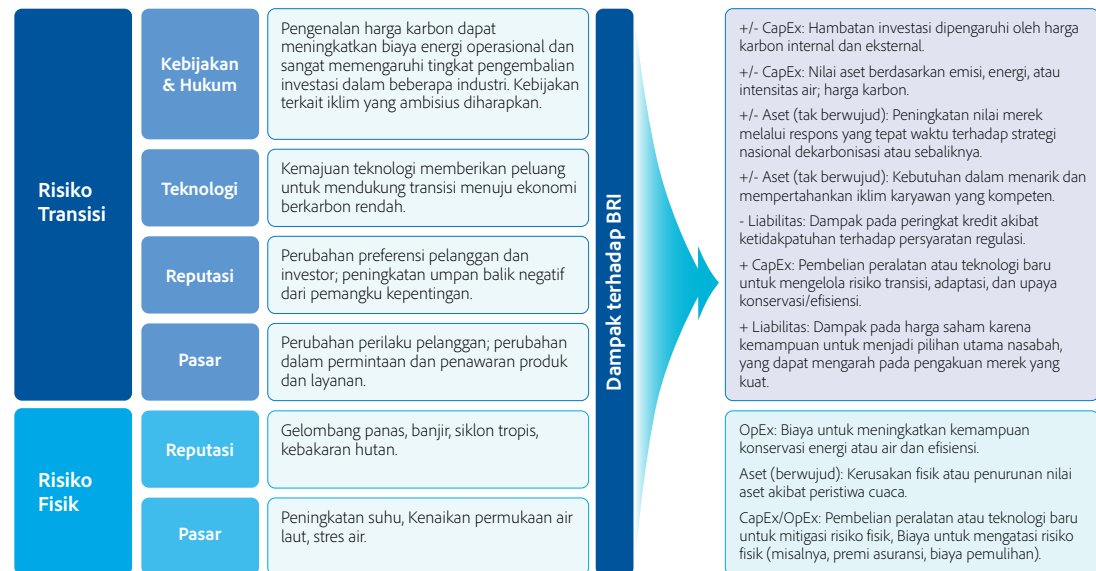 Risiko
Transisi
Kebijakan
& Hukum
Pengenalan harga karbon dapat
meningkatkan biaya energi operasional dan
sangat memengaruhi tingkat pengembalian
investasi dalam beberapa industri. Kebijakan
terkait iklim yang ambisius diharapkan.
Teknologi
Kemajuan teknologi memberikan peluang
untuk mendukung transisi menuju ekonomi
berkarbon rendah.
Reputasi
Perubahan preferensi pelanggan dan
investor; peningkatan umpan balik negatif
dari pemangku kepentingan.
Pasar
Perubahan perilaku pelanggan; perubahan
dalam permintaan dan penawaran produk
dan layanan.
Risiko
Fisik
Reputasi
Gelombang panas, banjir, siklon tropis,
kebakaran hutan.
Pasar
Peningkatan suhu, Kenaikan permukaan air
laut, stres air.
Dampak terhadap BRI
+/- CapEx: Hambatan investasi dipengaruhi oleh harga
karbon internal dan eksternal.
+/- CapEx: Nilai aset berdasarkan emisi, energi, atau
intensitas air; harga karbon.
+/- Aset (tak berwujud): Peningkatan nilai merek
melalui respons yang tepat waktu terhadap strategi
nasional dekarbonisasi atau sebaliknya.
+/- Aset (tak berwujud): Kebutuhan dalam menarik dan
mempertahankan iklim karyawan yang kompeten.
- Liabilitas: Dampak pada peringkat kredit akibat
ketidakpatuhan terhadap persyaratan regulasi.
+ CapEx: Pembelian peralatan atau teknologi baru
untuk mengelola risiko transisi, adaptasi, dan upaya
konservasi/efisiensi.
+ Liabilitas: Dampak pada harga saham karena
kemampuan untuk menjadi pilihan utama nasabah,
yang dapat mengarah pada pengakuan merek yang
kuat.
OpEx: Biaya untuk meningkatkan kemampuan
konservasi energi atau air dan efisiensi.
Aset (berwujud): Kerusakan fisik atau penurunan nilai
aset akibat peristiwa cuaca.
CapEx/OpEx: Pembelian peralatan atau teknologi baru
untuk mitigasi risiko fisik, Biaya untuk mengatasi risiko
fisik (misalnya, premi asuransi, biaya pemulihan).